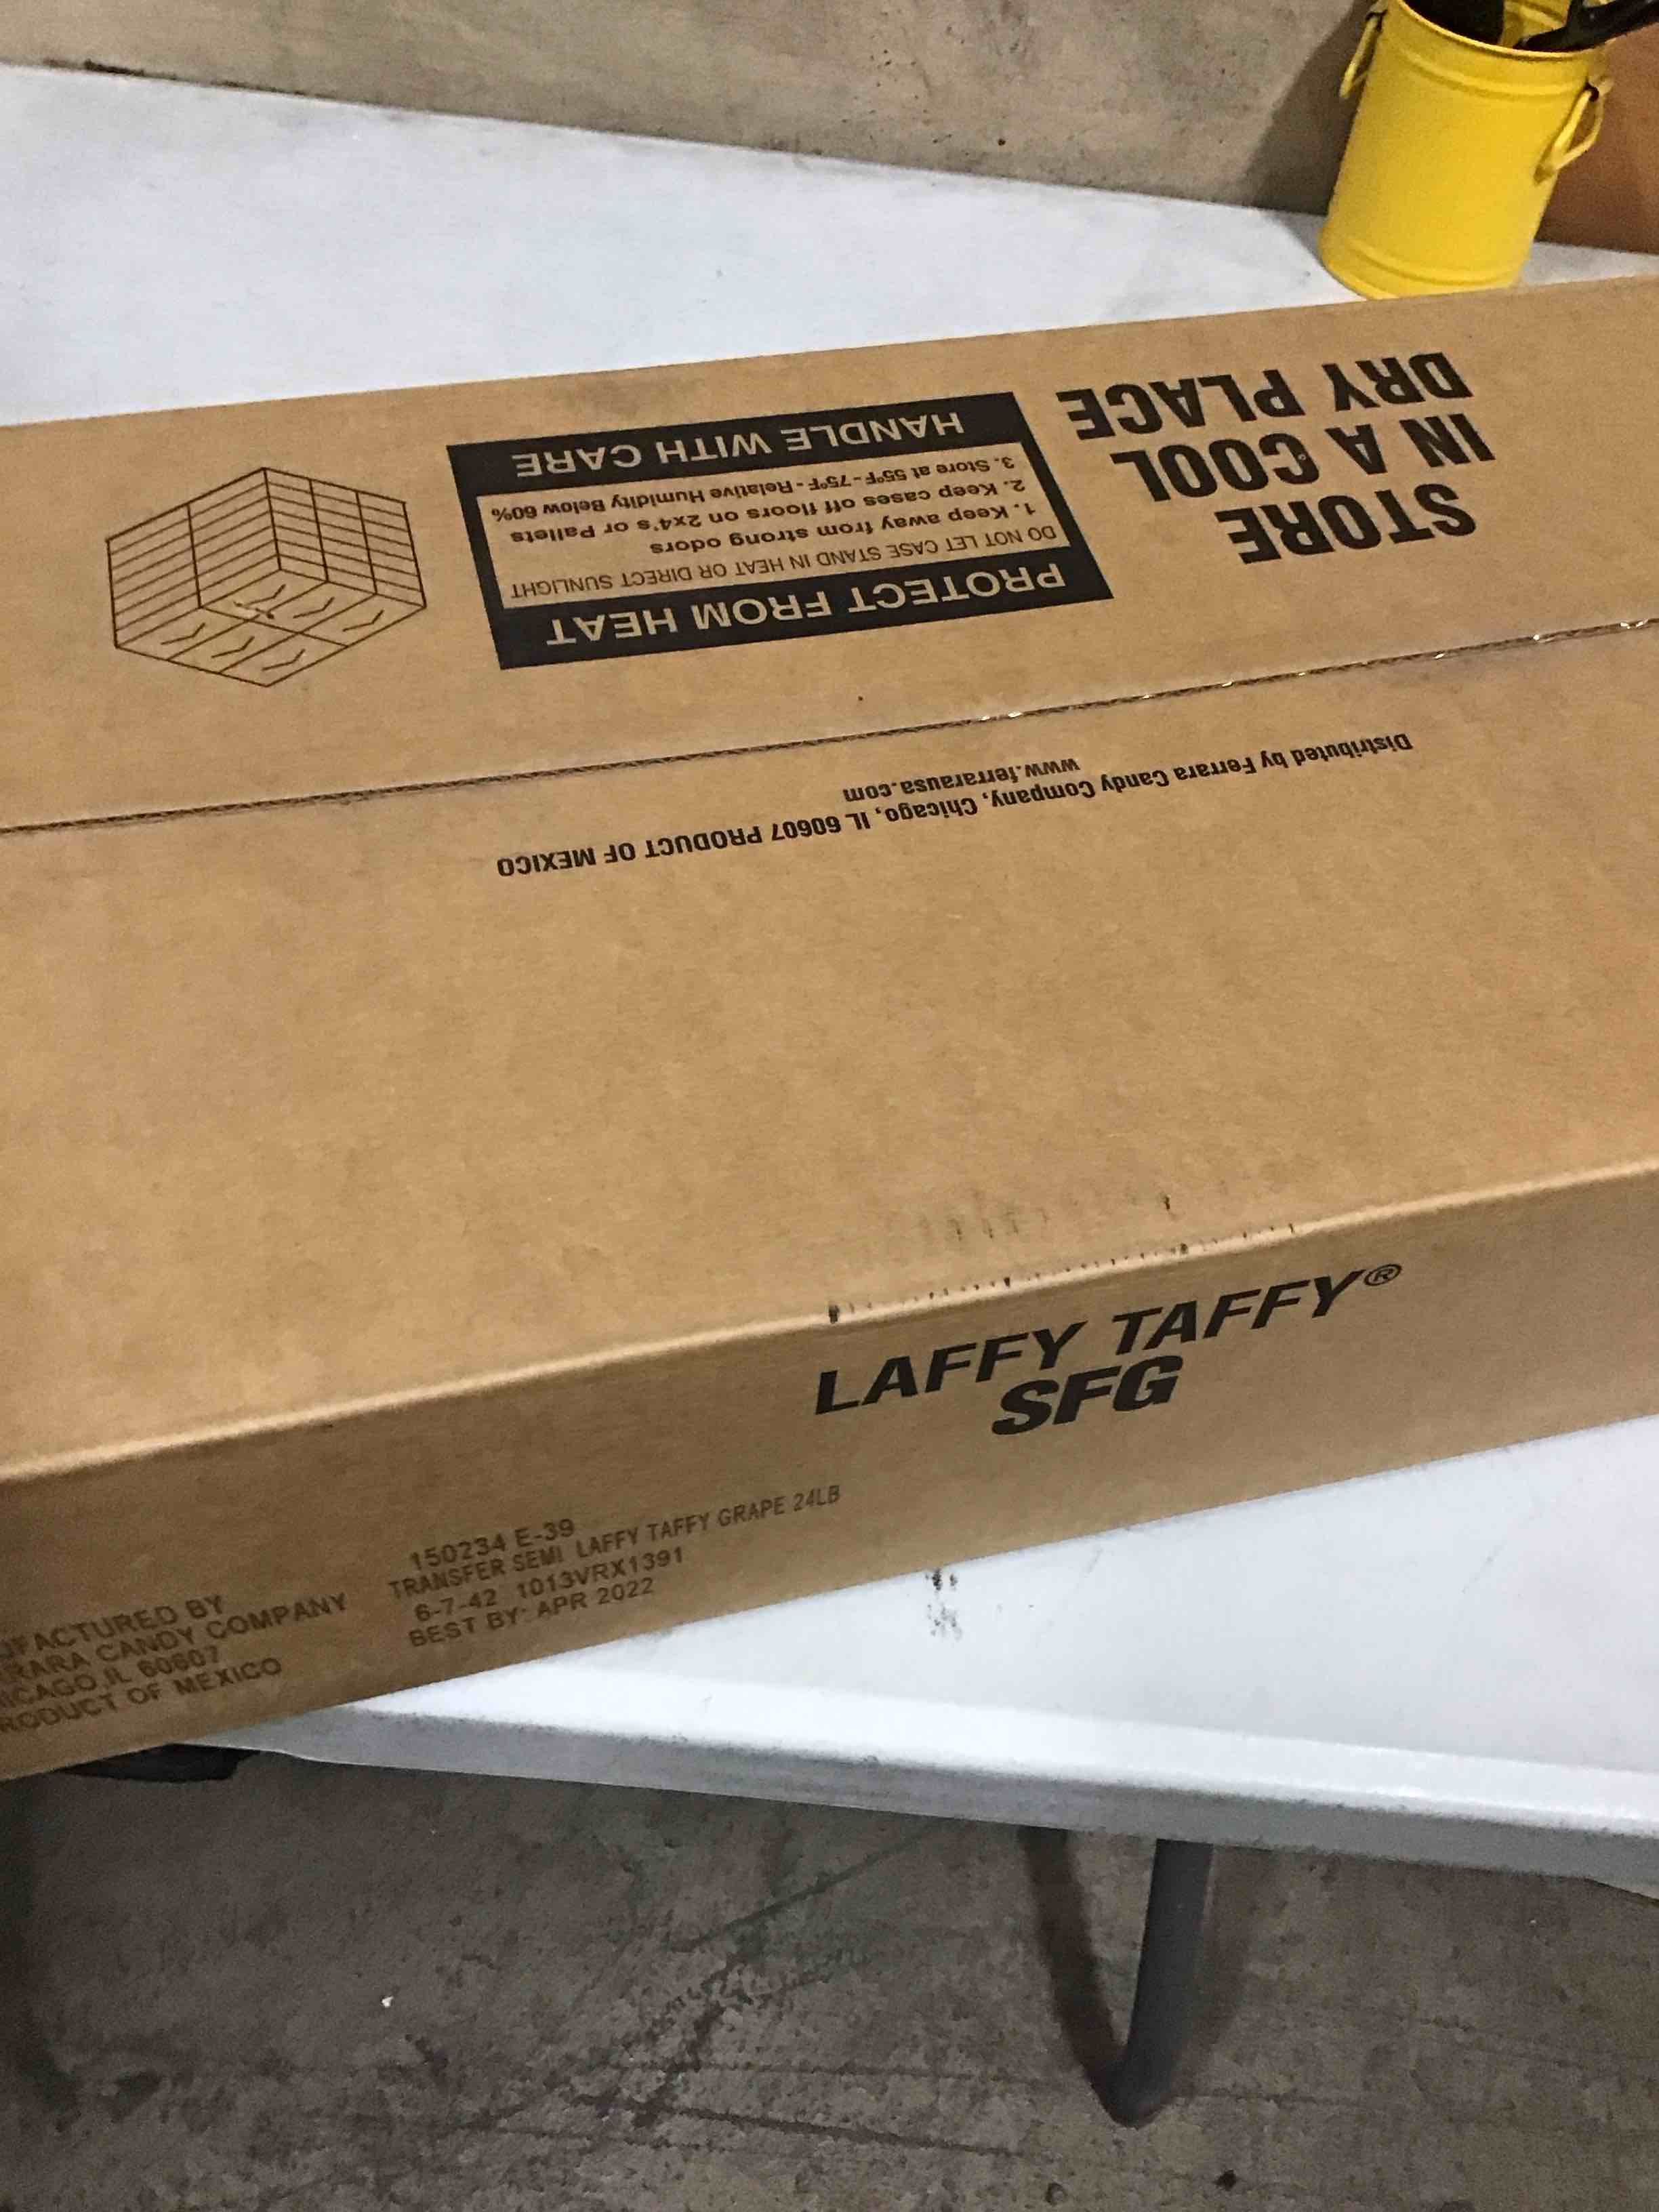 STORE
IN A COOL
DRY PLACE
PROTECT FROM HEAT
DO NOT LET CASE STAND IN HEAT OR DIRECT SUNLIGHT
1. Keep away from strong odors
2. Keep cases off floors on 2x4's or Pallets
3. Store at 55°F-75°F - Relative Humidity Below 60%
HANDLE WITH CARE
Distributed by Ferrara Candy Company, Chicago, IL 60607 PRODUCT OF MEXICO
www.ferrarausa.com
LAFFY TAFFY®
SFG
150234 E-39
TRANSFER SEMI LAFFY TAFFY GRAPE 24LB
6-7-42 1013VRX1391
BEST BY: APR 2022
UFACTURED BY
RARA CANDY COMPANY
ICAGO,IL 60607
RODUCT OF MEXICO